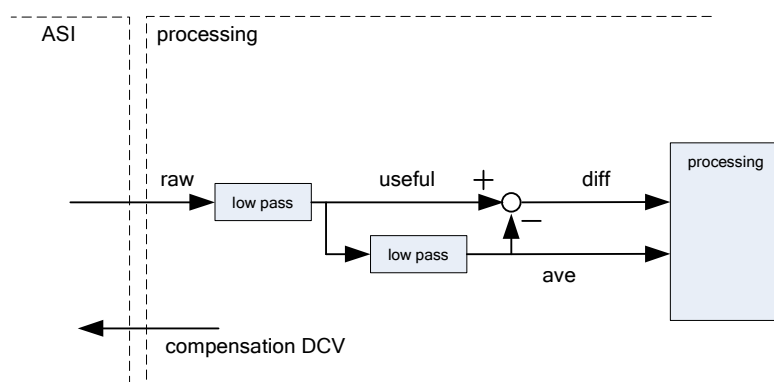 ASI
processing
processing
raw
useful
+
diff
low pass
−
low pass
ave
compensation DCV